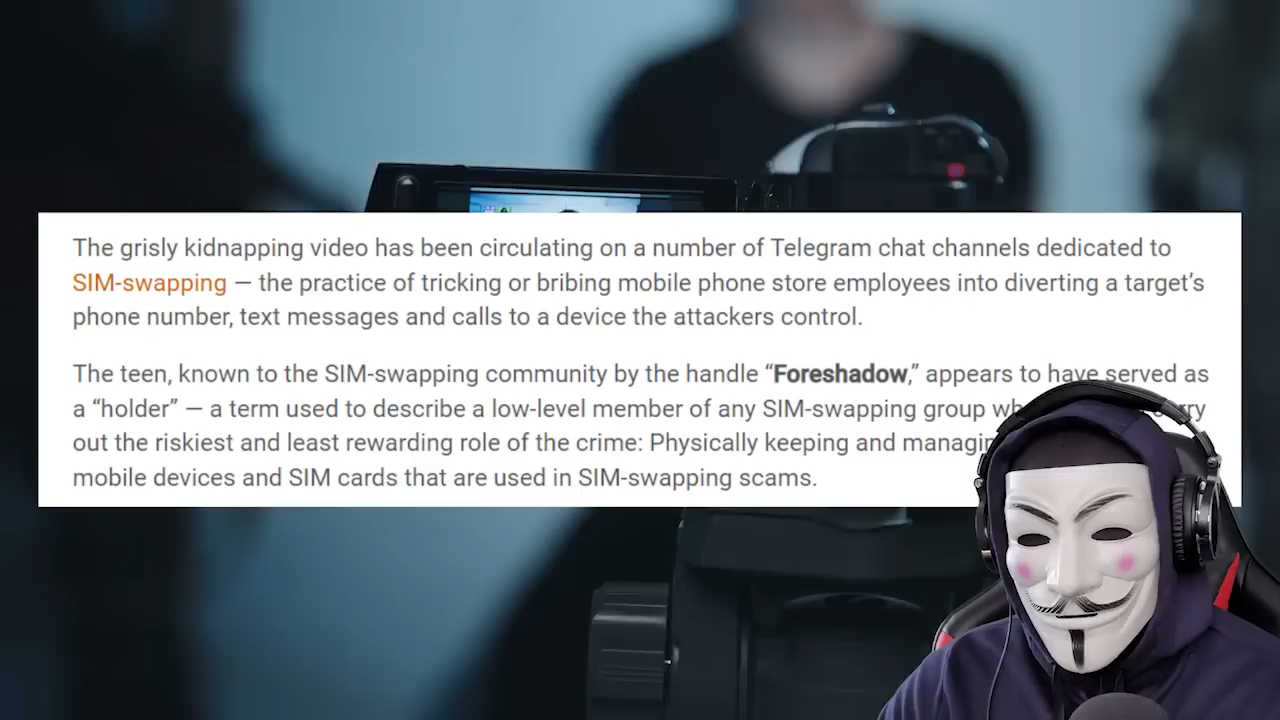 The grisly kidnapping video has been circulating on a number of Telegram chat channels dedicated to
SIM-swapping — the practice of tricking or bribing mobile phone store employees into diverting a target’s
phone number, text messages and calls to a device the attackers control.
The teen, known to the SIM-swapping community by the handle “Foreshadow,” appears to have served as
a “holder” — a term used to describe a low-level member of any SIM-swapping group
out the riskiest and least rewarding role of the crime: Physically keeping and
mobile devices and SIM cards that are used in SIM-swapping scams.